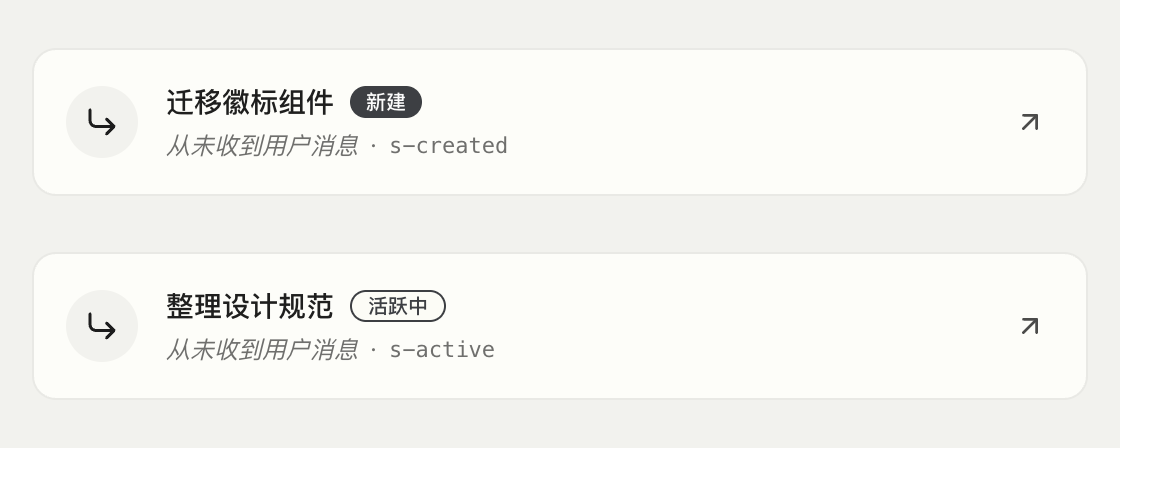 迁移徽标组件 新建
从未收到用户消息 · s-created
整理设计规范 活跃中
从未收到用户消息 · s-active